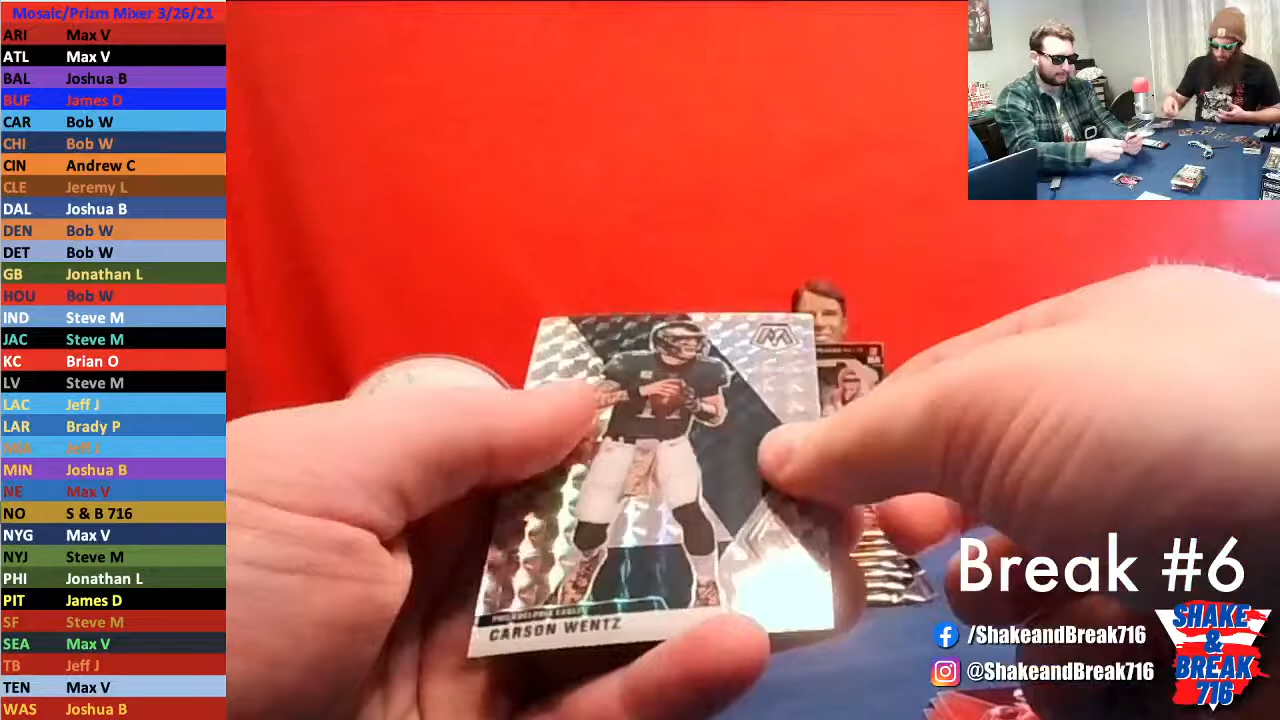 Mosaic/Prizm Mixer 3/26/21
ARI Max V
ATL Max V
BAL Joshua B
BUF James D
CAR Bob W
CHI Bob W
CIN Andrew C
CLE Jeremy L
DAL Joshua B
DEN Bob W
DET Bob W
GB Jonathan L
HOU Bob W
IND Steve M
JAC Steve M
KC Brian O
LV Steve M
LAC Jeff J
LAR Brady P
MIA Jeff J
MIN Joshua B
NE Max V
NO S & B 716
NYG Max V
NYJ Steve M
PHI Jonathan L
PIT James D
SF Steve M
SEA Max V
TB Jeff J
TEN Max V
WAS Joshua B
M
11
PHILADELPHIA EAGLES
CARSON WENTZ
Break #6
/ShakeandBreak716
@ShakeandBreak716
SHAKE
&
BREAK
716